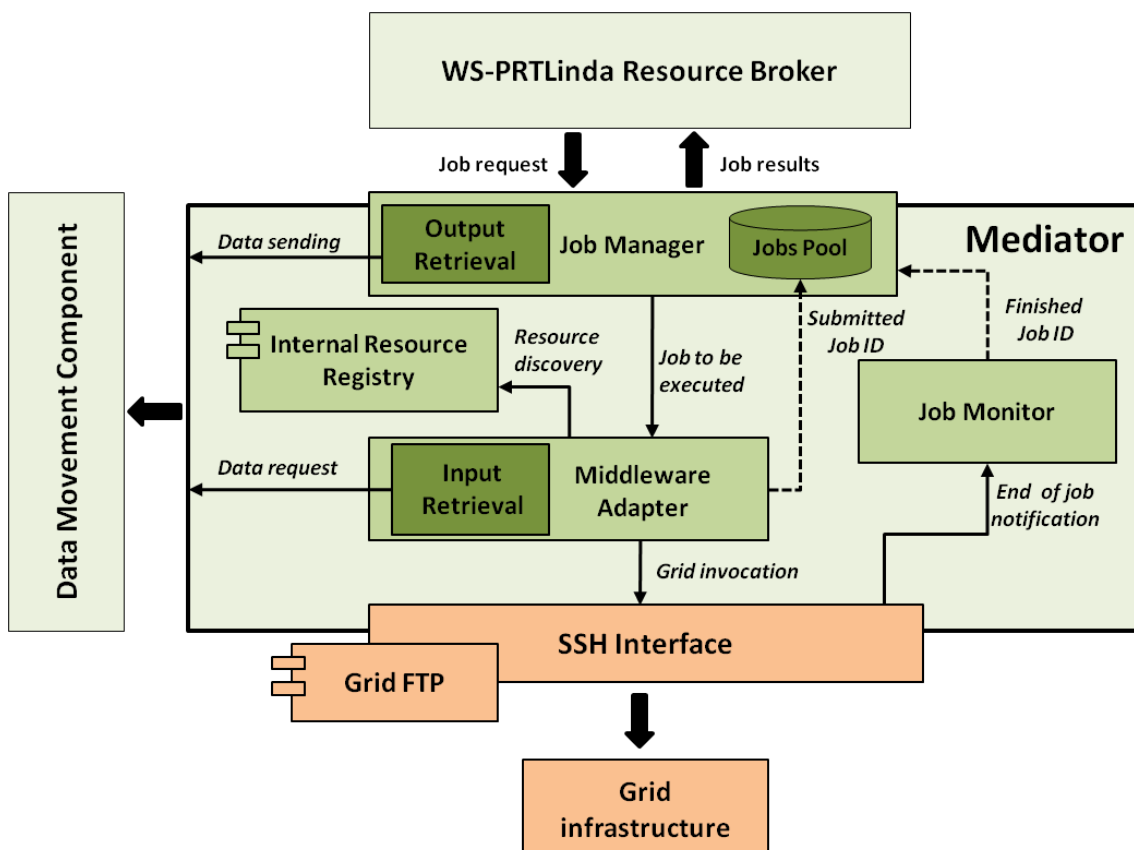 WS-PRTLinda Resource Broker
Job request
Job results
Data Movement Component
Mediator
Output
Retrieval
Job Manager
Jobs Pool
Data sending
Internal Resource
Registry
Resource
discovery
Job to be
executed
Submitted
Job ID
Finished
Job ID
Job Monitor
Data request
Input
Retrieval
Middleware
Adapter
End of job
notification
Grid invocation
SSH Interface
Grid FTP
Grid
infrastructure